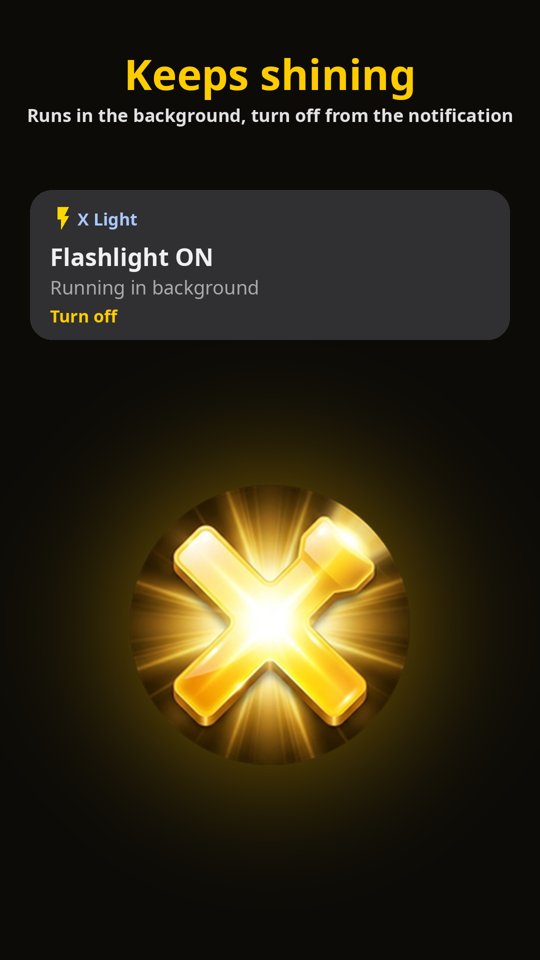 Keeps shining
Runs in the background, turn off from the notification
X Light
Flashlight ON
Running in background
Turn off